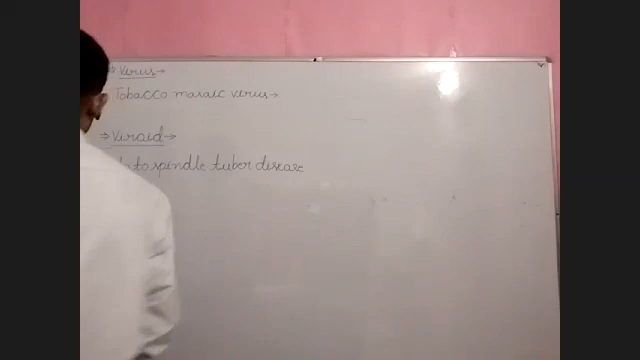 ⇒ Virus →
Tobacco mosaic virus →
⇒ Viroid →
spindle tuber disease